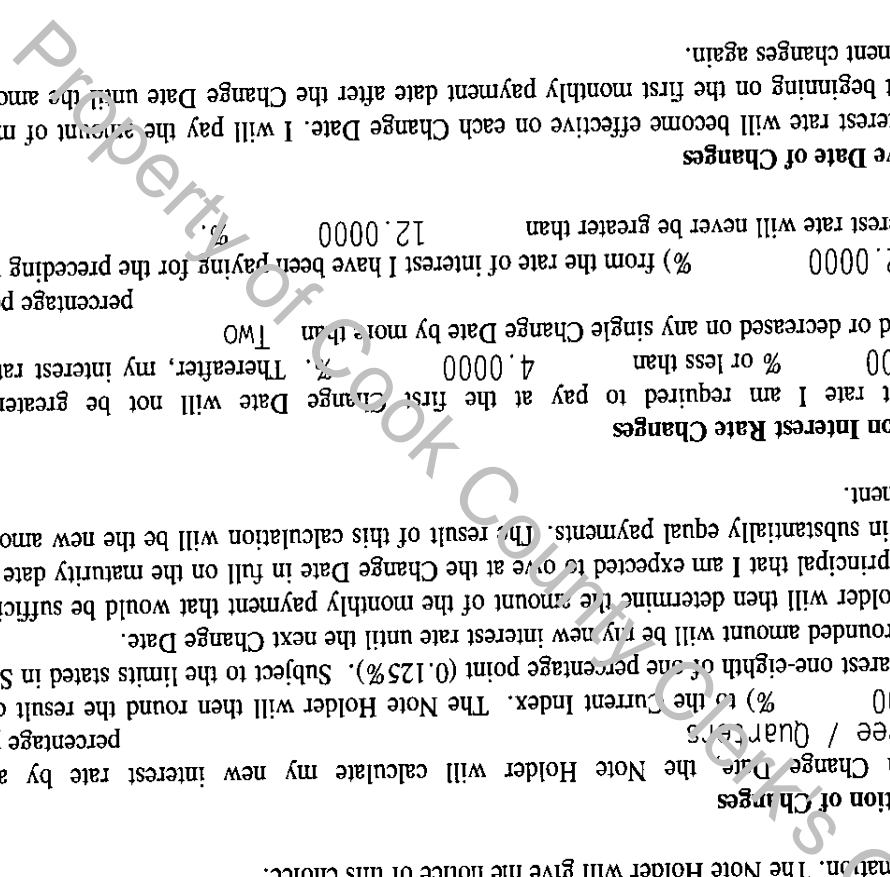 nation. The Note Holder will give me notice of this choice.
tion of Changes
Change Date, the Note Holder will calculate my new interest rate by a
ree / Quarters percentage
00 %) to the Current Index. The Note Holder will then round the result o
arest one-eighth of one percentage point (0.125%). Subject to the limits stated in S
rounded amount will be my new interest rate until the next Change Date.
older will then determine the amount of the monthly payment that would be suffici
principal that I am expected to owe at the Change Date in full on the maturity date
in substantially equal payments. The result of this calculation will be the new amo
ment.
on Interest Rate Changes
t rate I am required to pay at the first Change Date will not be greater
00 % or less than 4.0000 %. Thereafter, my interest rat
d or decreased on any single Change Date by more than Two
percentage p
2.0000 %) from the rate of interest I have been paying for the preceding
rest rate will never be greater than 12.0000 %.
ve Date of Changes
terest rate will become effective on each Change Date. I will pay the amount of m
t beginning on the first monthly payment date after the Change Date until the amo
ment changes again.
Property of Cook County Clerk's O